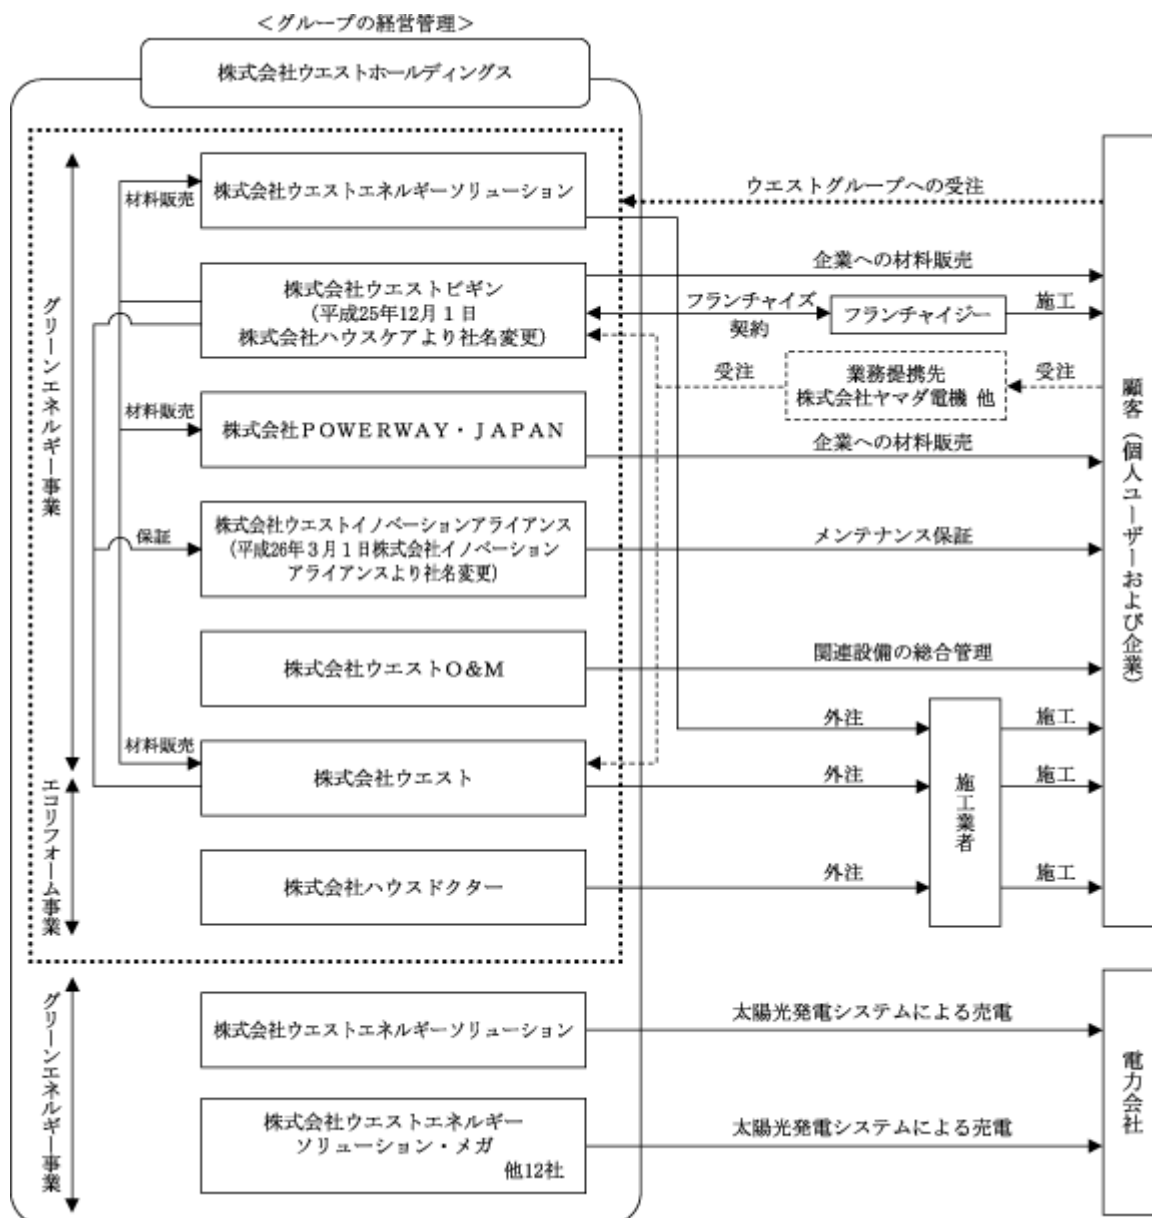 ＜グループの経営管理＞
株式会社ウエストホールディングス
グリーンエネルギー事業
材料販売
株式会社ウエストエネルギーソリューション
ウエストグループへの受注
株式会社ウエストビギン
(平成25年12月１日
株式会社ハウスケアより社名変更)
企業への材料販売
フランチャイズ
契約
フランチャイジー
施工
受注
業務提携先
株式会社ヤマダ電機 他
受注
材料販売
株式会社ＰＯＷＥＲＷＡＹ・ＪＡＰＡＮ
企業への材料販売
保証
株式会社ウエストイノベーションアライアンス
(平成26年３月１日株式会社イノベーション
アライアンスより社名変更)
メンテナンス保証
株式会社ウエストＯ＆Ｍ
関連設備の総合管理
材料販売
株式会社ウエスト
外注
施工
外注
施工
エコリフォーム事業
株式会社ハウスドクター
外注
施工
施工業者
顧客（個人ユーザーおよび企業）
グリーンエネルギー事業
株式会社ウエストエネルギーソリューション
太陽光発電システムによる売電
株式会社ウエストエネルギー
ソリューション・メガ
他12社
太陽光発電システムによる売電
電力会社